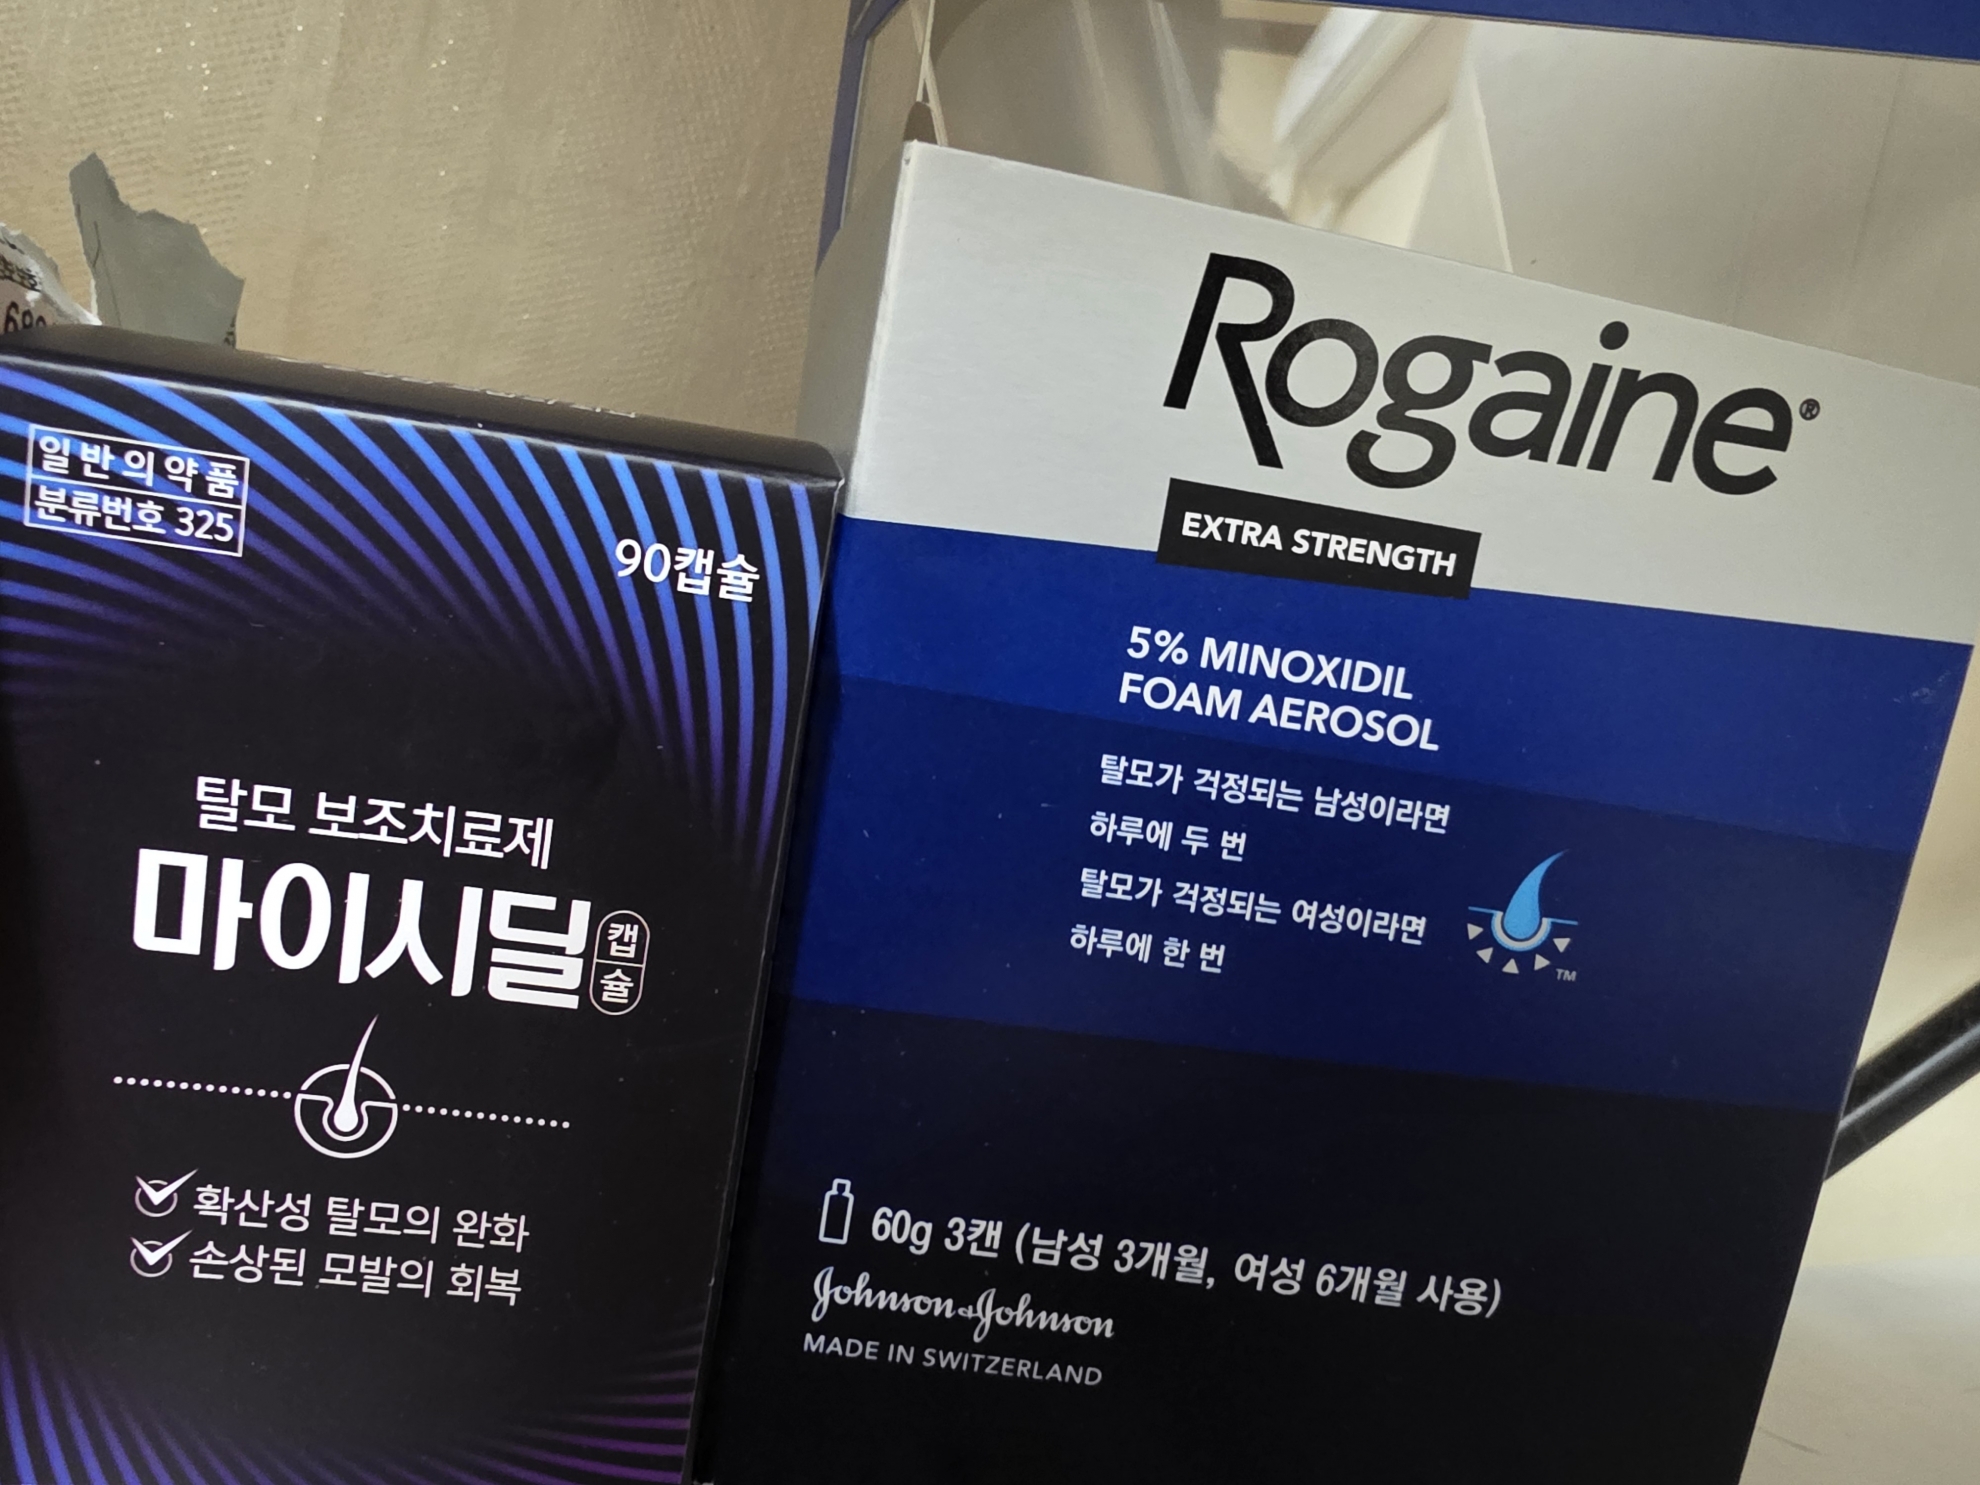 일반의약품
분류번호 325
90캡슐
탈모 보조치료제
마이시딜
캡슐
확산성 탈모의 완화
손상된 모발의 회복
Rogaine®
EXTRA STRENGTH
5% MINOXIDIL
FOAM AEROSOL
탈모가 걱정되는 남성이라면
하루에 두 번
탈모가 걱정되는 여성이라면
하루에 한 번
TM
60g 3캔 (남성 3개월, 여성 6개월 사용)
Johnson & Johnson
MADE IN SWITZERLAND